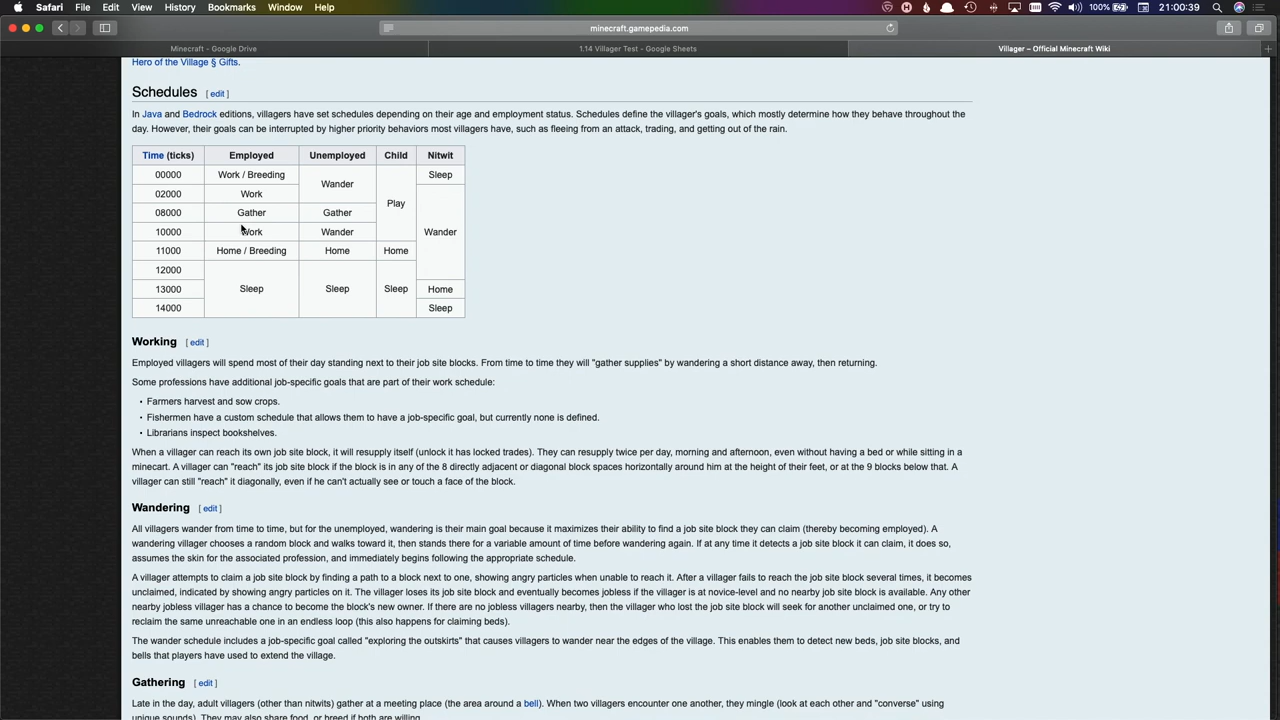 Safari File Edit View History Bookmarks Window Help 100% 21:00:39
minecraft.gamepedia.com
Minecraft - Google Drive 1.14 Villager Test - Google Sheets Villager – Official Minecraft Wiki
Hero of the Village § Gifts.
Schedules [ edit ]
In Java and Bedrock editions, villagers have set schedules depending on their age and employment status. Schedules define the villager's goals, which mostly determine how they behave throughout the
day. However, their goals can be interrupted by higher priority behaviors most villagers have, such as fleeing from an attack, trading, and getting out of the rain.
Time (ticks) Employed Unemployed Child Nitwit
00000 Work / Breeding Wander Play Sleep
02000 Work Wander
08000 Gather Gather
10000 Work Wander
11000 Home / Breeding Home Home
12000 Sleep Sleep Sleep
13000 Home
14000 Sleep
Working [ edit ]
Employed villagers will spend most of their day standing next to their job site blocks. From time to time they will "gather supplies" by wandering a short distance away, then returning.
Some professions have additional job-specific goals that are part of their work schedule:
• Farmers harvest and sow crops.
• Fishermen have a custom schedule that allows them to have a job-specific goal, but currently none is defined.
• Librarians inspect bookshelves.
When a villager can reach its own job site block, it will resupply itself (unlock it has locked trades). They can resupply twice per day, morning and afternoon, even without having a bed or while sitting in a
minecart. A villager can "reach" its job site block if the block is in any of the 8 directly adjacent or diagonal block spaces horizontally around him at the height of their feet, or at the 9 blocks below that. A
villager can still "reach" it diagonally, even if he can't actually see or touch a face of the block.
Wandering [ edit ]
All villagers wander from time to time, but for the unemployed, wandering is their main goal because it maximizes their ability to find a job site block they can claim (thereby becoming employed). A
wandering villager chooses a random block and walks toward it, then stands there for a variable amount of time before wandering again. If at any time it detects a job site block it can claim, it does so,
assumes the skin for the associated profession, and immediately begins following the appropriate schedule.
A villager attempts to claim a job site block by finding a path to a block next to one, showing angry particles when unable to reach it. After a villager fails to reach the job site block several times, it becomes
unclaimed, indicated by showing angry particles on it. The villager loses its job site block and eventually becomes jobless if the villager is at novice-level and no nearby job site block is available. Any other
nearby jobless villager has a chance to become the block's new owner. If there are no jobless villagers nearby, then the villager who lost the job site block will seek for another unclaimed one, or try to
reclaim the same unreachable one in an endless loop (this also happens for claiming beds).
The wander schedule includes a job-specific goal called "exploring the outskirts" that causes villagers to wander near the edges of the village. This enables them to detect new beds, job site blocks, and
bells that players have used to extend the village.
Gathering [ edit ]
Late in the day, adult villagers (other than nitwits) gather at a meeting place (the area around a bell). When two villagers encounter one another, they mingle (look at each other and "converse" using
unique sounds). They may also share food, or breed if both are willing.